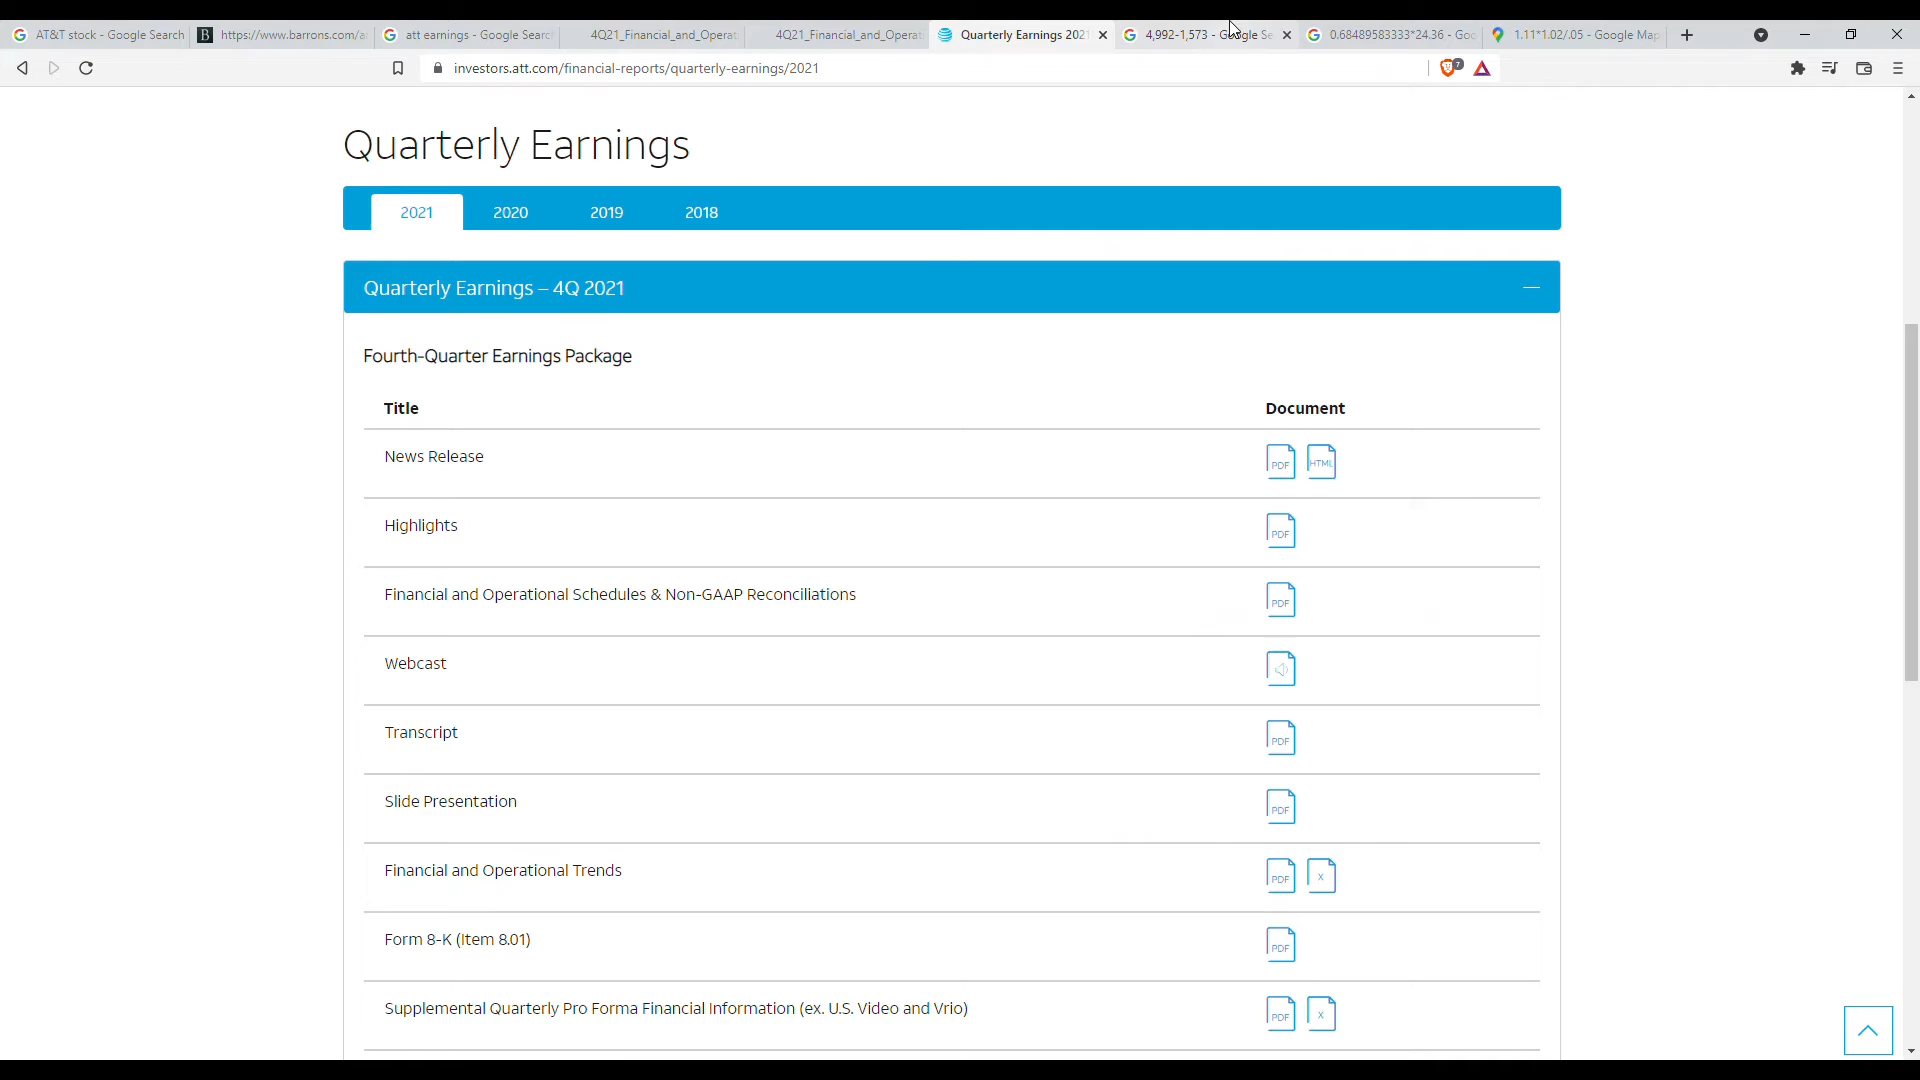 AT&T stock - Google Search
https://www.barrons.com/a
att earnings - Google Searc
4Q21_Financial_and_Operat
4Q21_Financial_and_Operat
Quarterly Earnings 2021
4,992-1,573 - Google Se
0.68489583333*24.36 - Goo
1.11*1.02/.05 - Google Map
investors.att.com/financial-reports/quarterly-earnings/2021
7
Quarterly Earnings
2021 2020 2019 2018
Quarterly Earnings – 4Q 2021
Fourth-Quarter Earnings Package
Title Document
News Release PDF HTML
Highlights PDF
Financial and Operational Schedules & Non-GAAP Reconciliations PDF
Webcast
Transcript PDF
Slide Presentation PDF
Financial and Operational Trends PDF X
Form 8-K (Item 8.01) PDF
Supplemental Quarterly Pro Forma Financial Information (ex. U.S. Video and Vrio) PDF X